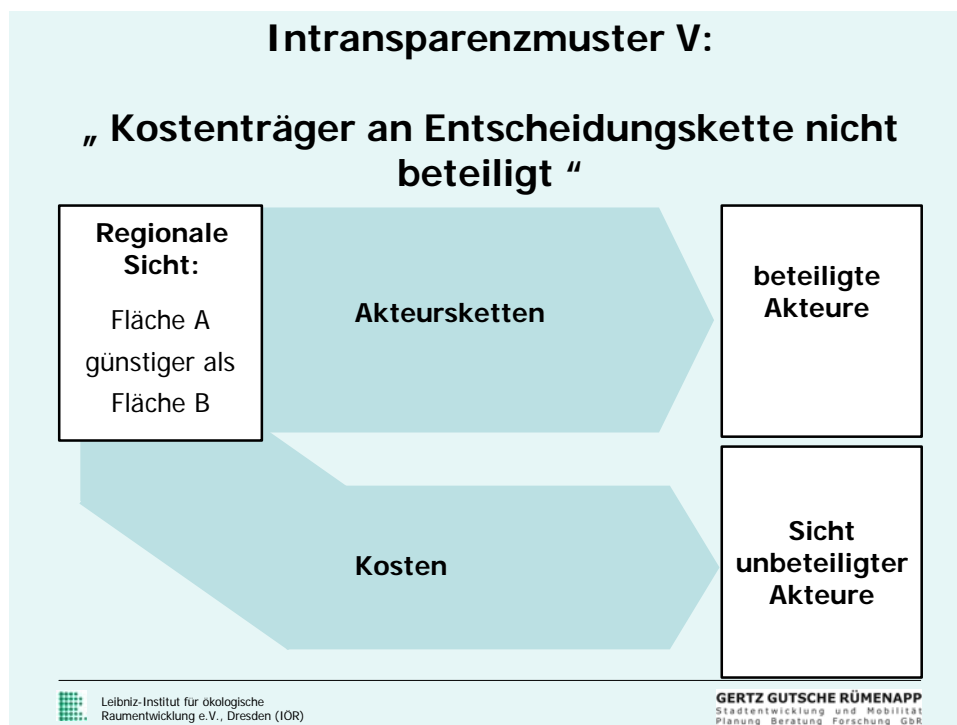 Intransparenzmuster V:
„ Kostenträger an Entscheidungskette nicht
beteiligt “
Regionale
Sicht:
Fläche A
günstiger als
Fläche B
Akteursketten
beteiligte
Akteure
Kosten
Sicht
unbeteiligter
Akteure
Leibniz-Institut für ökologische
Raumentwicklung e.V., Dresden (IÖR)
GERTZ GUTSCHE RÜMENAPP
Stadtentwicklung und Mobilität
Planung Beratung Forschung GbR